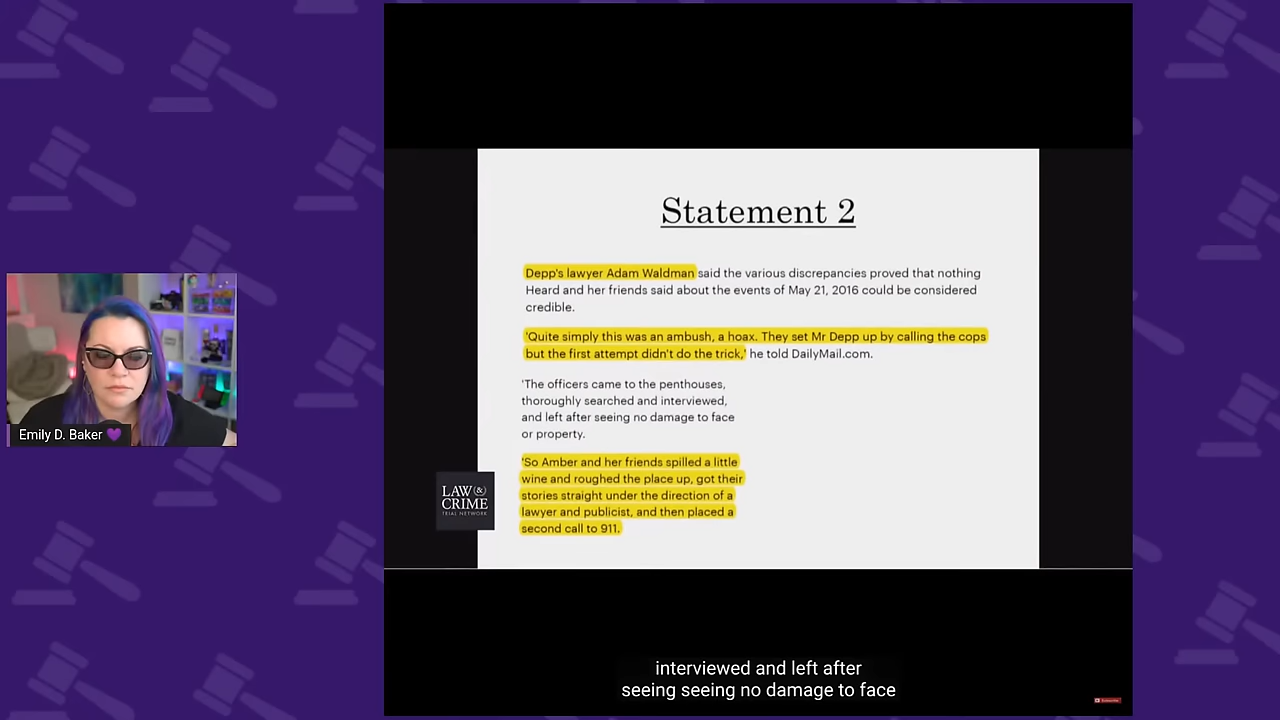 Statement 2
Depp's lawyer Adam Waldman said the various discrepancies proved that nothing
Heard and her friends said about the events of May 21, 2016 could be considered
credible.
'Quite simply this was an ambush, a hoax. They set Mr Depp up by calling the cops
but the first attempt didn't do the trick,' he told DailyMail.com.
'The officers came to the penthouses,
thoroughly searched and interviewed,
and left after seeing no damage to face
or property.
'So Amber and her friends spilled a little
wine and roughed the place up, got their
stories straight under the direction of a
lawyer and publicist, and then placed a
second call to 911.
LAW &
CRIME
TRIAL NETWORK
Emily D. Baker 💜
interviewed and left after
seeing seeing no damage to face